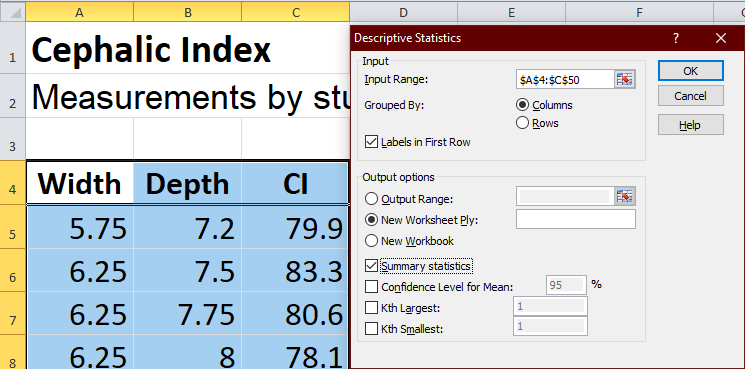 A B C D E F
1 Cephalic Index
2 Measurements by stu
3
4 Width Depth CI
5 5.75 7.2 79.9
6 6.25 7.5 83.3
7 6.25 7.75 80.6
8 6.25 8 78.1
Descriptive Statistics ?
Input
Input Range: $A$4:$C$50
Grouped By: Columns
Rows
Labels in First Row
Output options
Output Range:
New Worksheet Ply:
New Workbook
Summary statistics
Confidence Level for Mean: 95 %
Kth Largest: 1
Kth Smallest: 1
OK
Cancel
Help